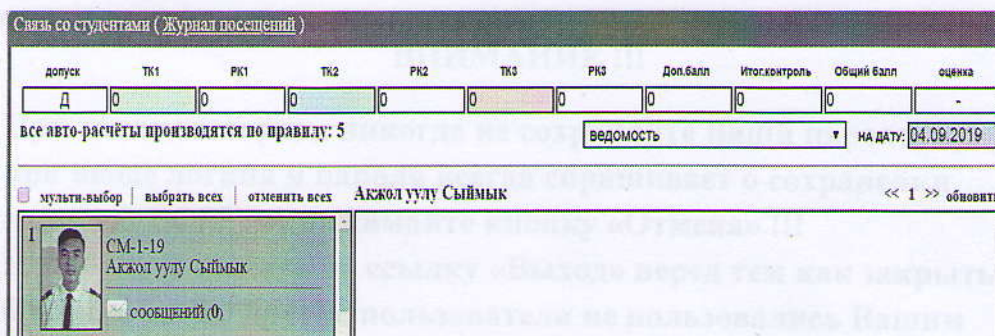 Связь со студентами ( Журнал посещений )
допуск ТК1 РК1 ТК2 РК2 ТК3 РК3 Доп.балл Итог.контроль Общий балл оценка
Д 0 0 0 0 0 0 0 0 0 -
все авто-расчёты производятся по правилу: 5 ведомость НА ДАТУ: 04.09.2019
мульти-выбор | выбрать всех | отменить всех Акжол уулу Сыймык << 1 >> обновить
1
СМ-1-19
Акжол уулу Сыймык
сообщений (0)